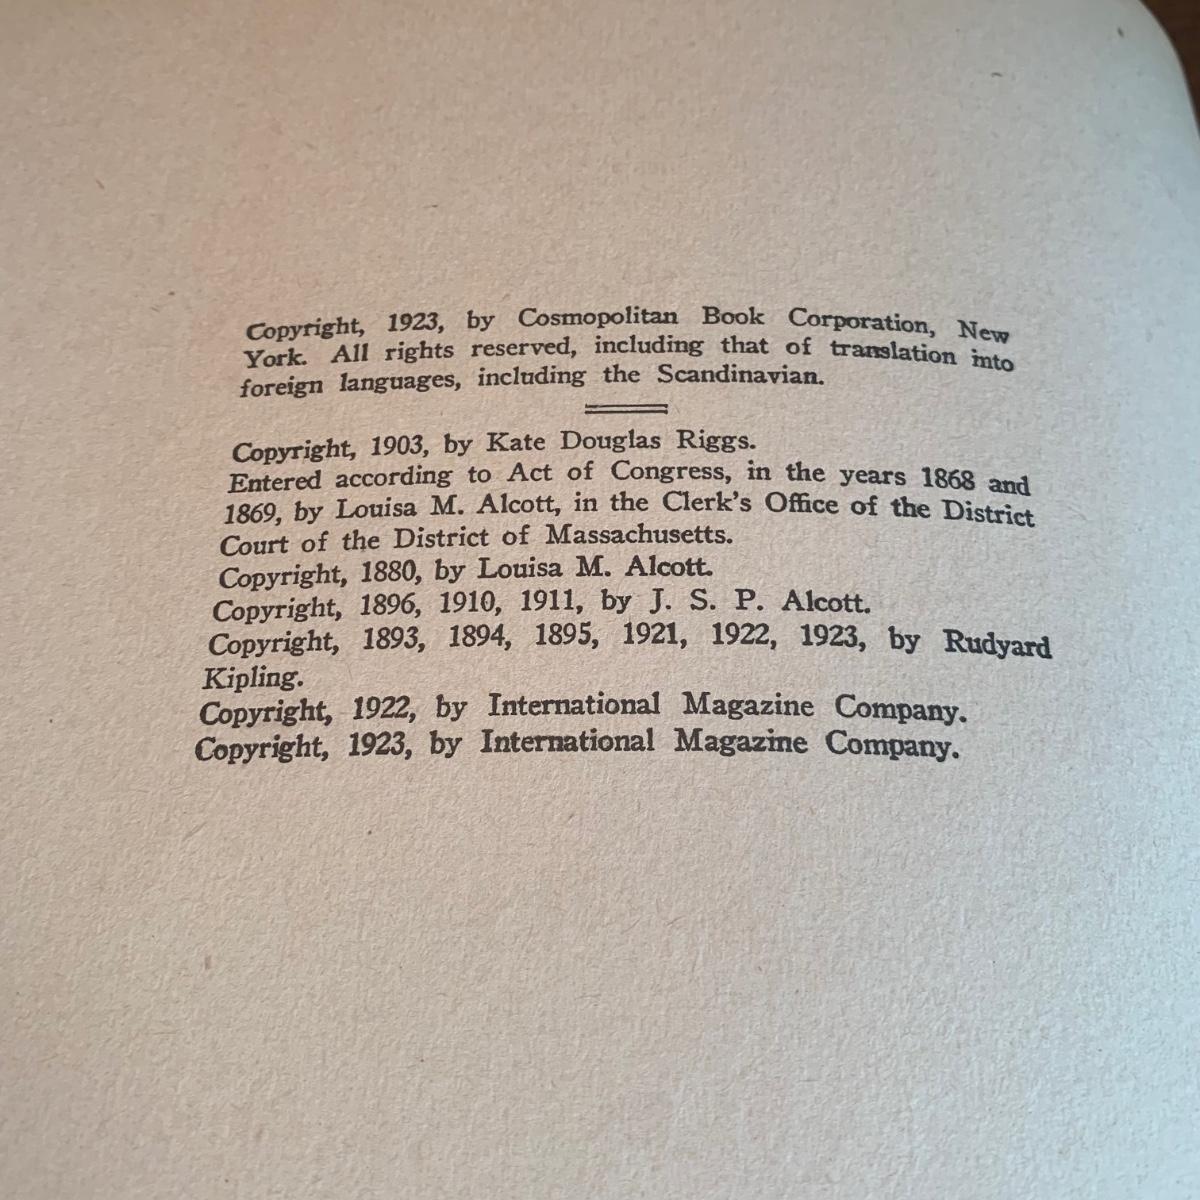 Copyright, 1923, by Cosmopolitan Book Corporation, New
York. All rights reserved, including that of translation into
foreign languages, including the Scandinavian.
Copyright, 1903, by Kate Douglas Riggs.
Entered according to Act of Congress, in the years 1868 and
1869, by Louisa M. Alcott, in the Clerk's Office of the District
Court of the District of Massachusetts.
Copyright, 1880, by Louisa M. Alcott.
Copyright, 1896, 1910, 1911, by J. S. P. Alcott.
Copyright, 1893, 1894, 1895, 1921, 1922, 1923, by Rudyard
Kipling.
Copyright, 1922, by International Magazine Company.
Copyright, 1923, by International Magazine Company.